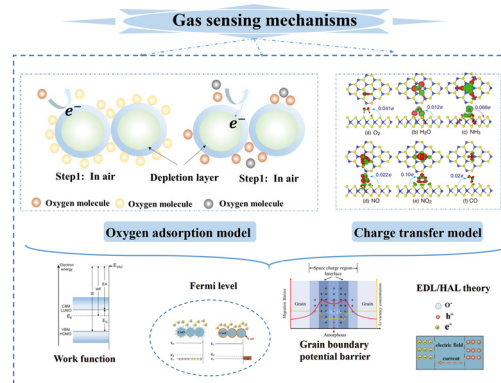 Gas sensing mechanisms
e⁻
e⁻
Step1: In air
Depletion layer
Step1: In air
Oxygen molecule
Oxygen molecule
Oxygen molecule
0.041e
0.012e
0.068e
(a) O₂
(b) H₂O
(c) NH₃
0.022e
0.10e
0.02e
(d) NO
(e) NO₂
(f) CO
Oxygen adsorption model
Charge transfer model
Electron
energy
CBM
LUMO
VBM
HOMO
Work function
Fermi level
Space charge region
Interface
Grain
Grain
Migration Barrier
Amorphous
Grain boundary
potential barrier
EDL/HAL theory
O⁻
h⁺
e⁻
electric field
current